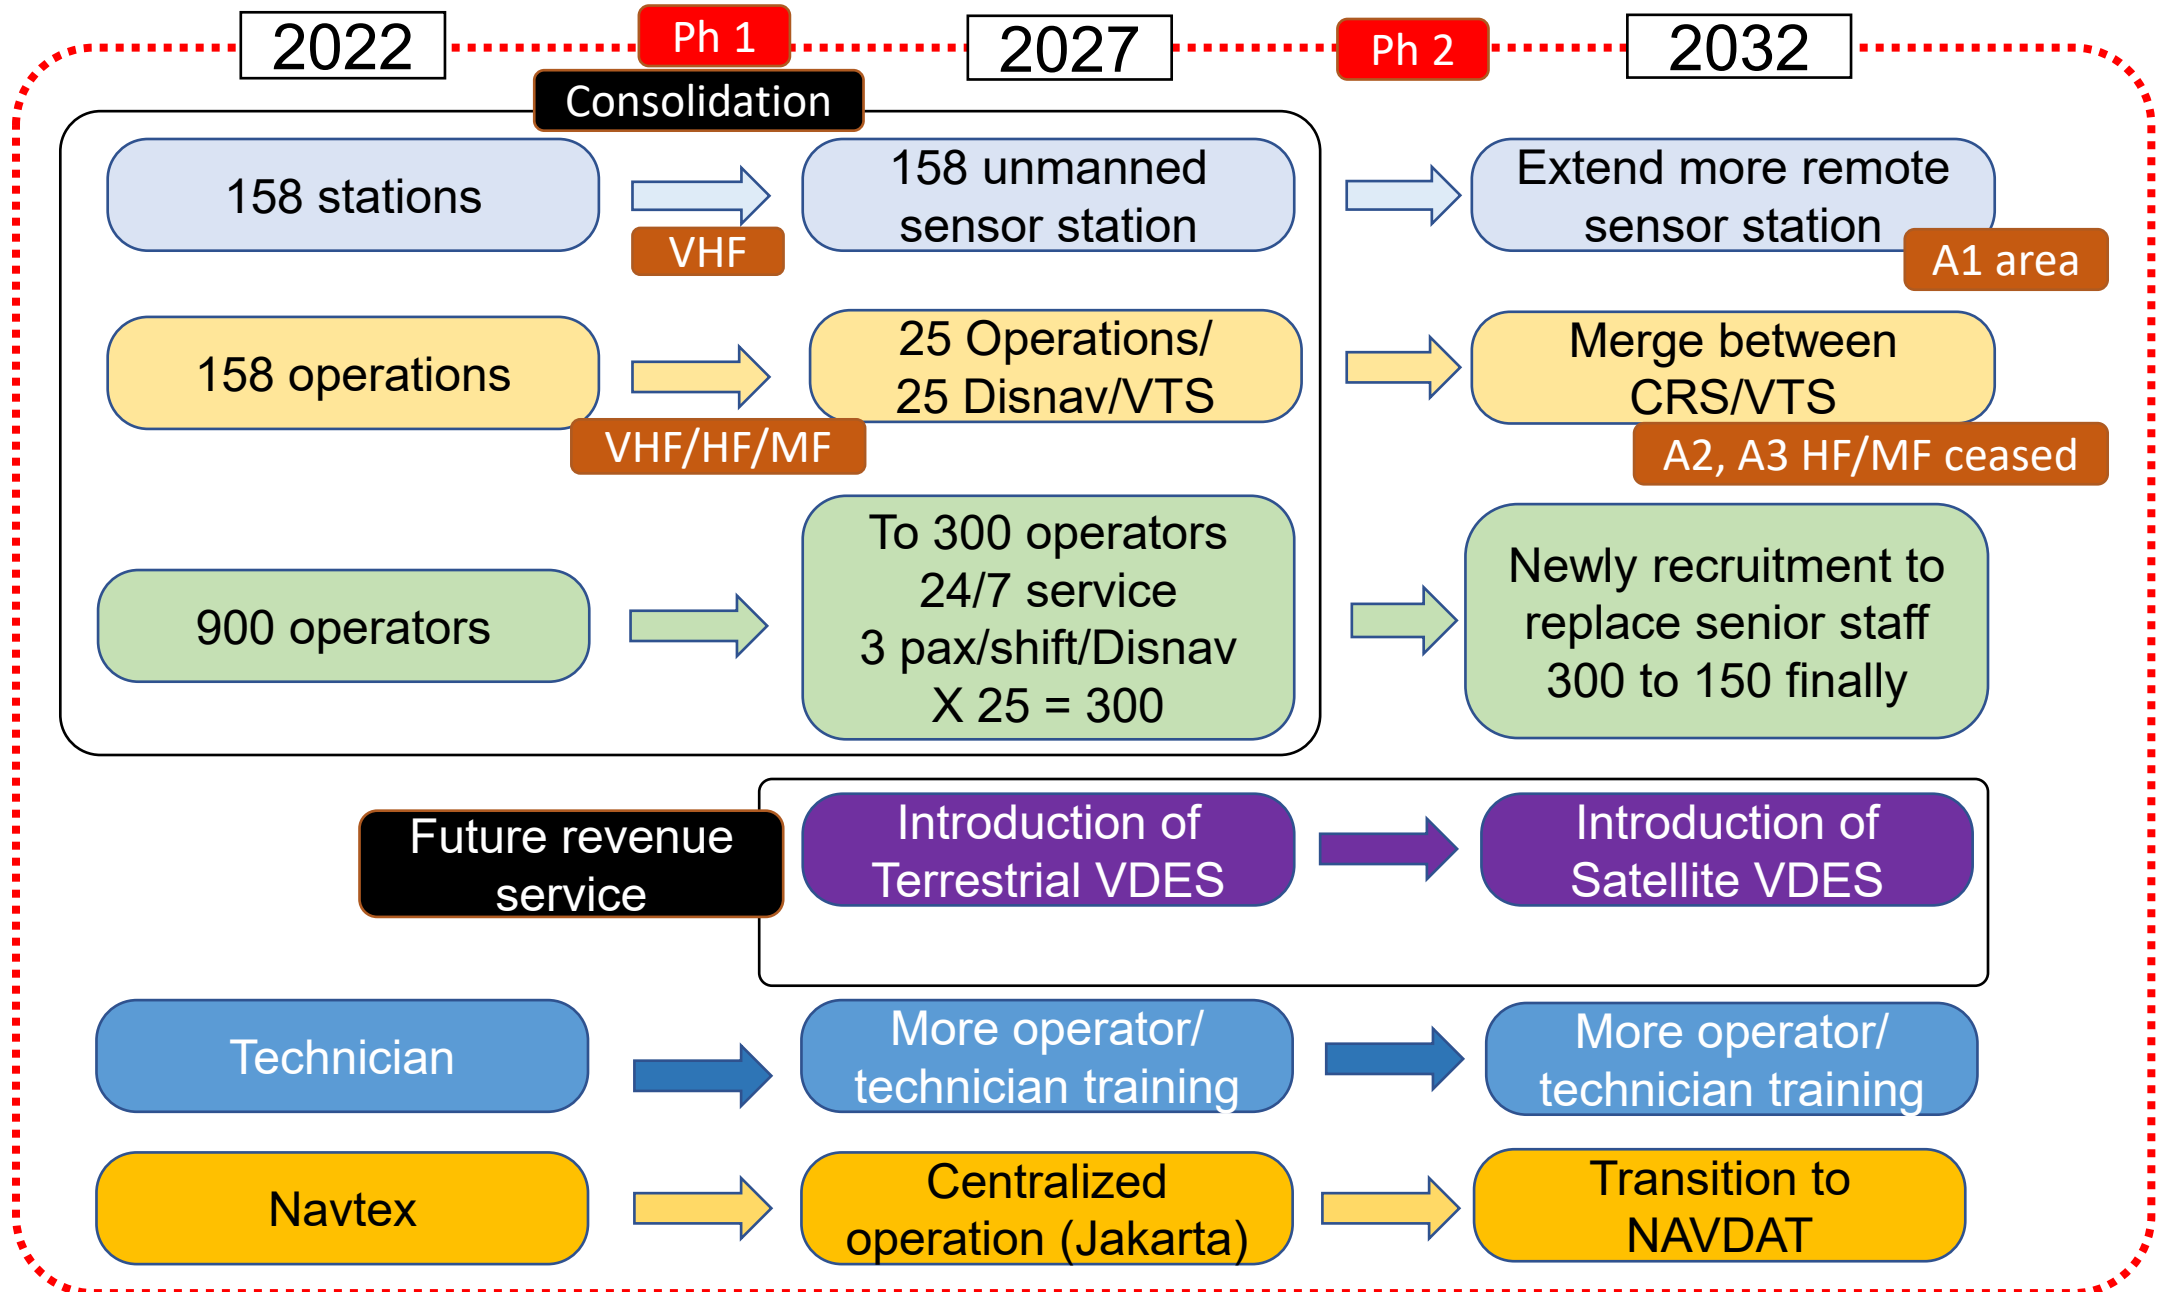 2022
Ph 1
2027
Ph 2
2032
Consolidation
158 stations
VHF
158 unmanned
sensor station
Extend more remote
sensor station
A1 area
158 operations
VHF/HF/MF
25 Operations/
25 Disnav/VTS
Merge between
CRS/VTS
A2, A3 HF/MF ceased
900 operators
To 300 operators
24/7 service
3 pax/shift/Disnav
X 25 = 300
Newly recruitment to
replace senior staff
300 to 150 finally
Future revenue
service
Introduction of
Terrestrial VDES
Introduction of
Satellite VDES
Technician
More operator/
technician training
More operator/
technician training
Navtex
Centralized
operation (Jakarta)
Transition to
NAVDAT